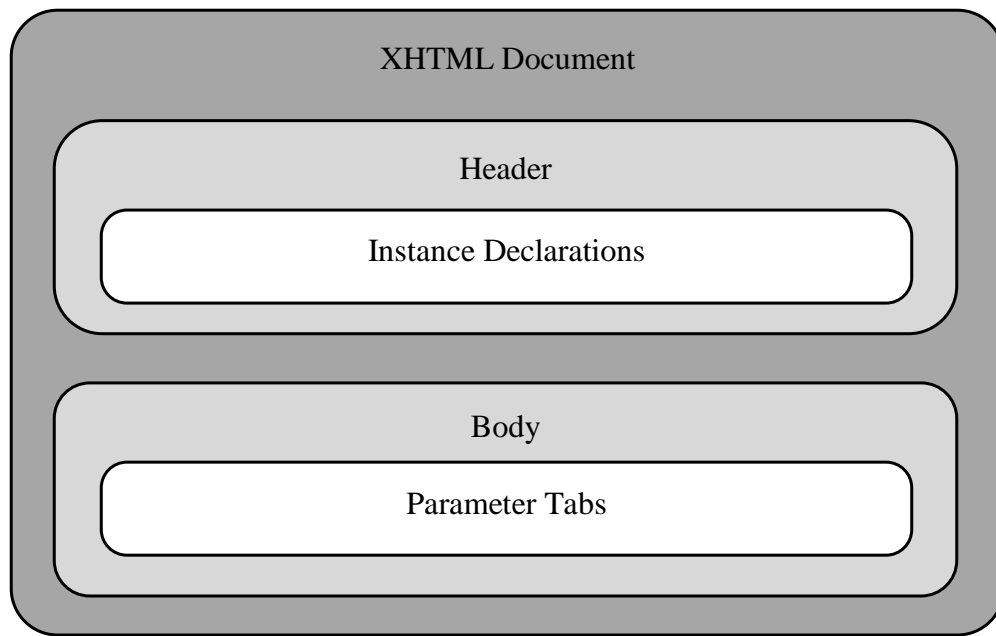 XHTML Document
Header
Instance Declarations
Body
Parameter Tabs